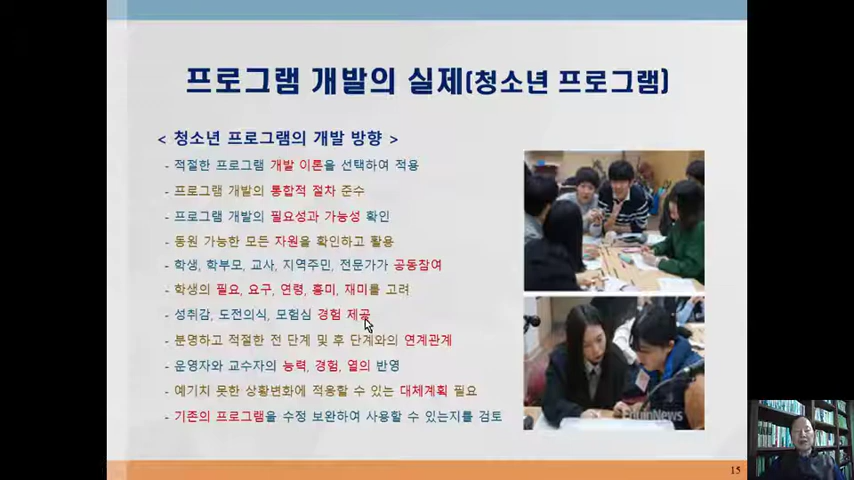 프로그램 개발의 실제(청소년 프로그램)
< 청소년 프로그램의 개발 방향 >
- 적절한 프로그램 개발 이론을 선택하여 적용
- 프로그램 개발의 통합적 절차 준수
- 프로그램 개발의 필요성과 가능성 확인
- 동원 가능한 모든 자원을 확인하고 활용
- 학생, 학부모, 교사, 지역주민, 전문가가 공동참여
- 학생의 필요, 요구, 연령, 흥미, 재미를 고려
- 성취감, 도전의식, 모험심 경험 제공
- 분명하고 적절한 전 단계 및 후 단계와의 연계관계
- 운영자와 교수자의 능력, 경험, 열의 반영
- 예기치 못한 상황변화에 적응할 수 있는 대체계획 필요
- 기존의 프로그램을 수정 보완하여 사용할 수 있는지를 검토
EduinNews
15